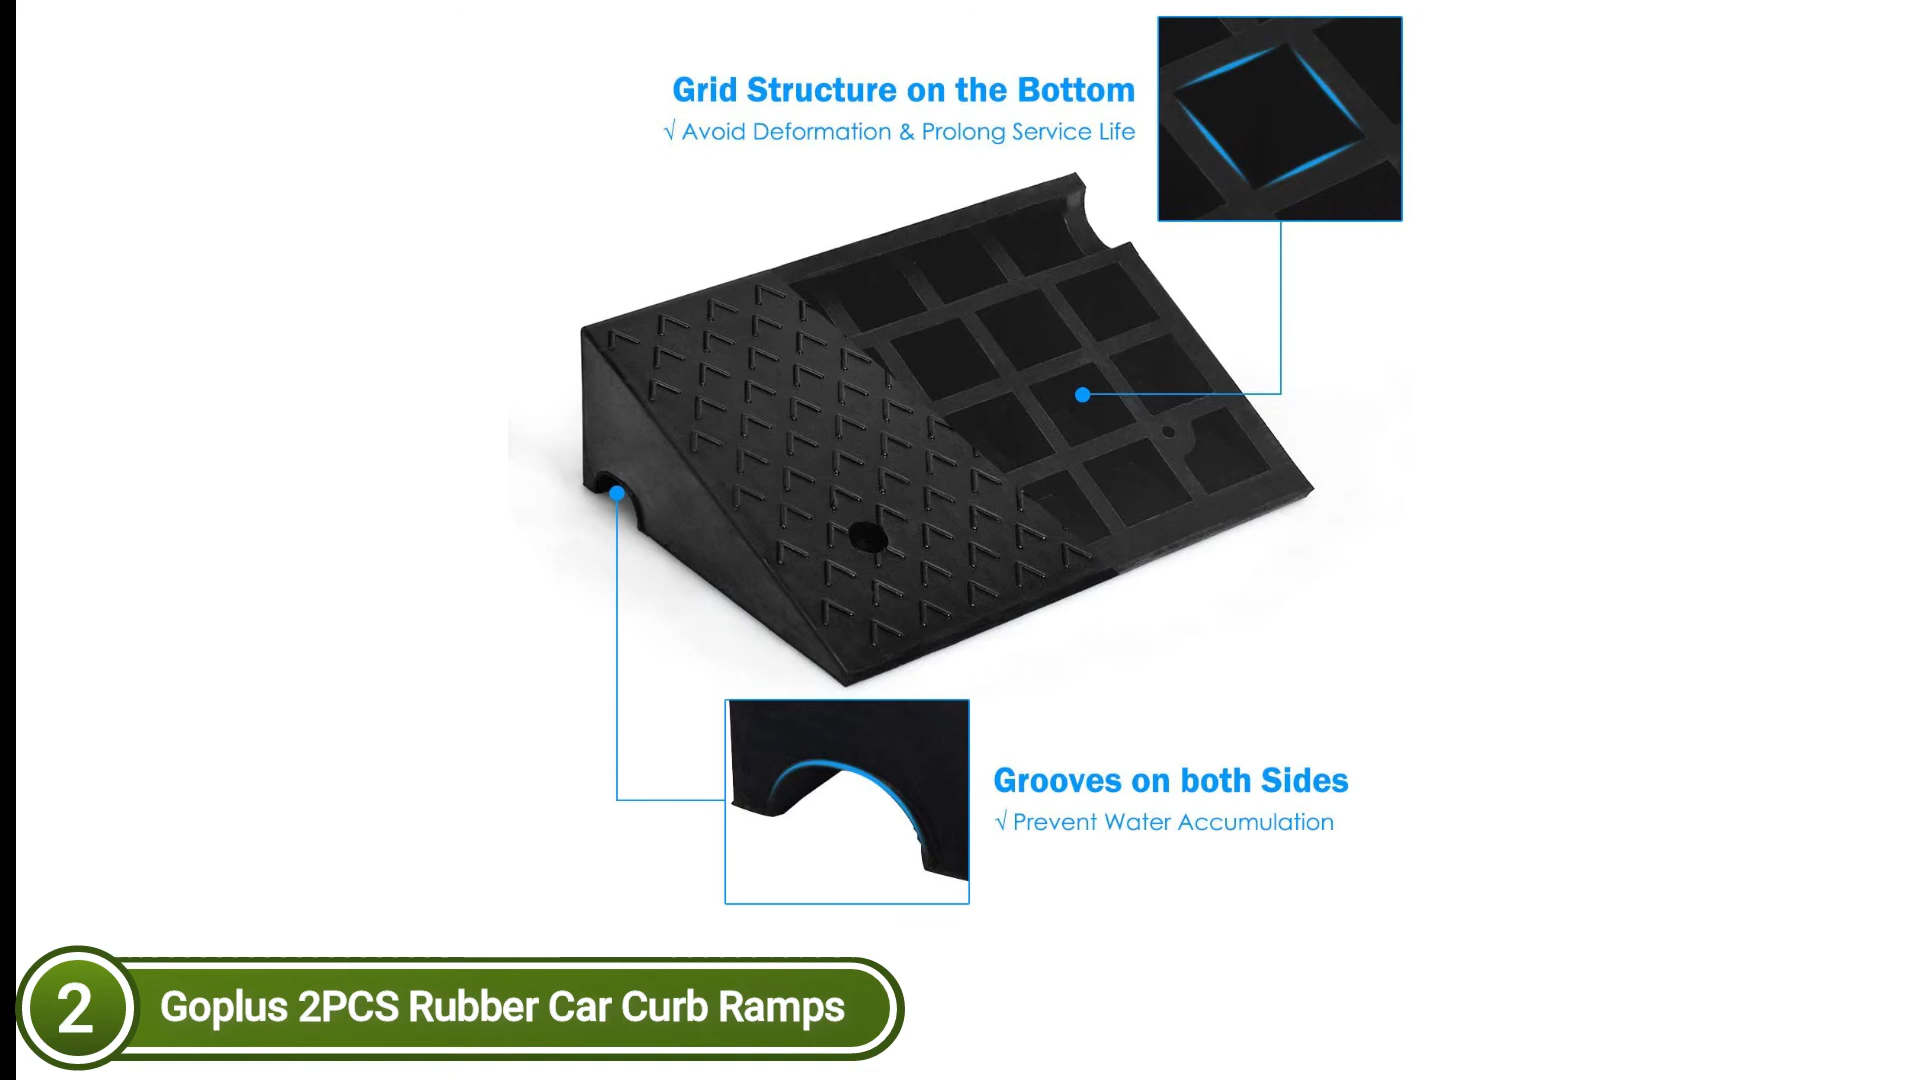 Grid Structure on the Bottom
√ Avoid Deformation & Prolong Service Life
Grooves on both Sides
√ Prevent Water Accumulation
2 Goplus 2PCS Rubber Car Curb Ramps